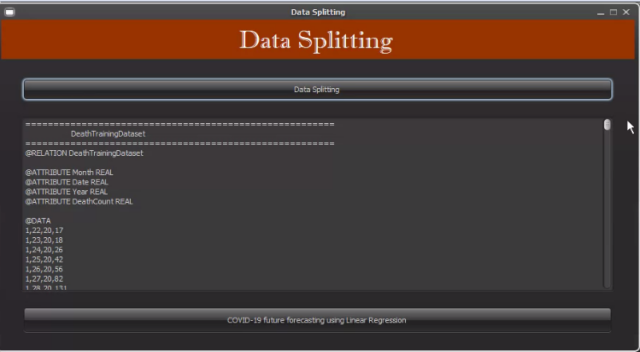 Data Splitting
Data Splitting
Data Splitting
=======================================================
DeathTrainingDataset
=======================================================
@RELATION DeathTrainingDataset
@ATTRIBUTE Month REAL
@ATTRIBUTE Date REAL
@ATTRIBUTE Year REAL
@ATTRIBUTE DeathCount REAL
@DATA
1,22,20,17
1,23,20,18
1,24,20,26
1,25,20,42
1,26,20,56
1,27,20,82
1,28,20,131
COVID-19 future forecasting using Linear Regression